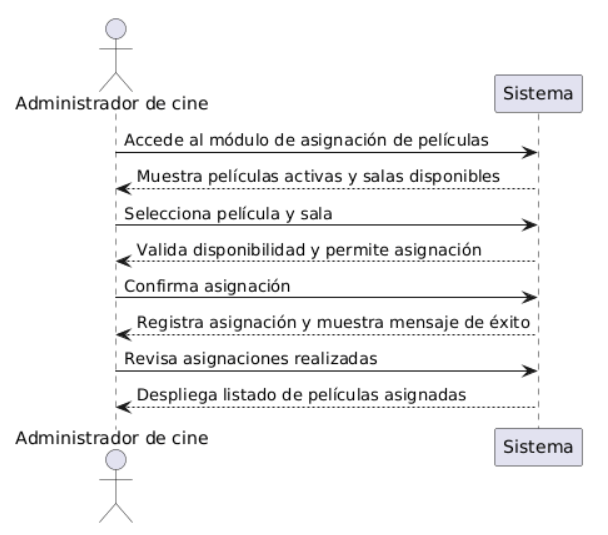 Administrador de cine
Sistema
Accede al módulo de asignación de películas
Muestra películas activas y salas disponibles
Selecciona película y sala
Valida disponibilidad y permite asignación
Confirma asignación
Registra asignación y muestra mensaje de éxito
Revisa asignaciones realizadas
Despliega listado de películas asignadas
Administrador de cine
Sistema